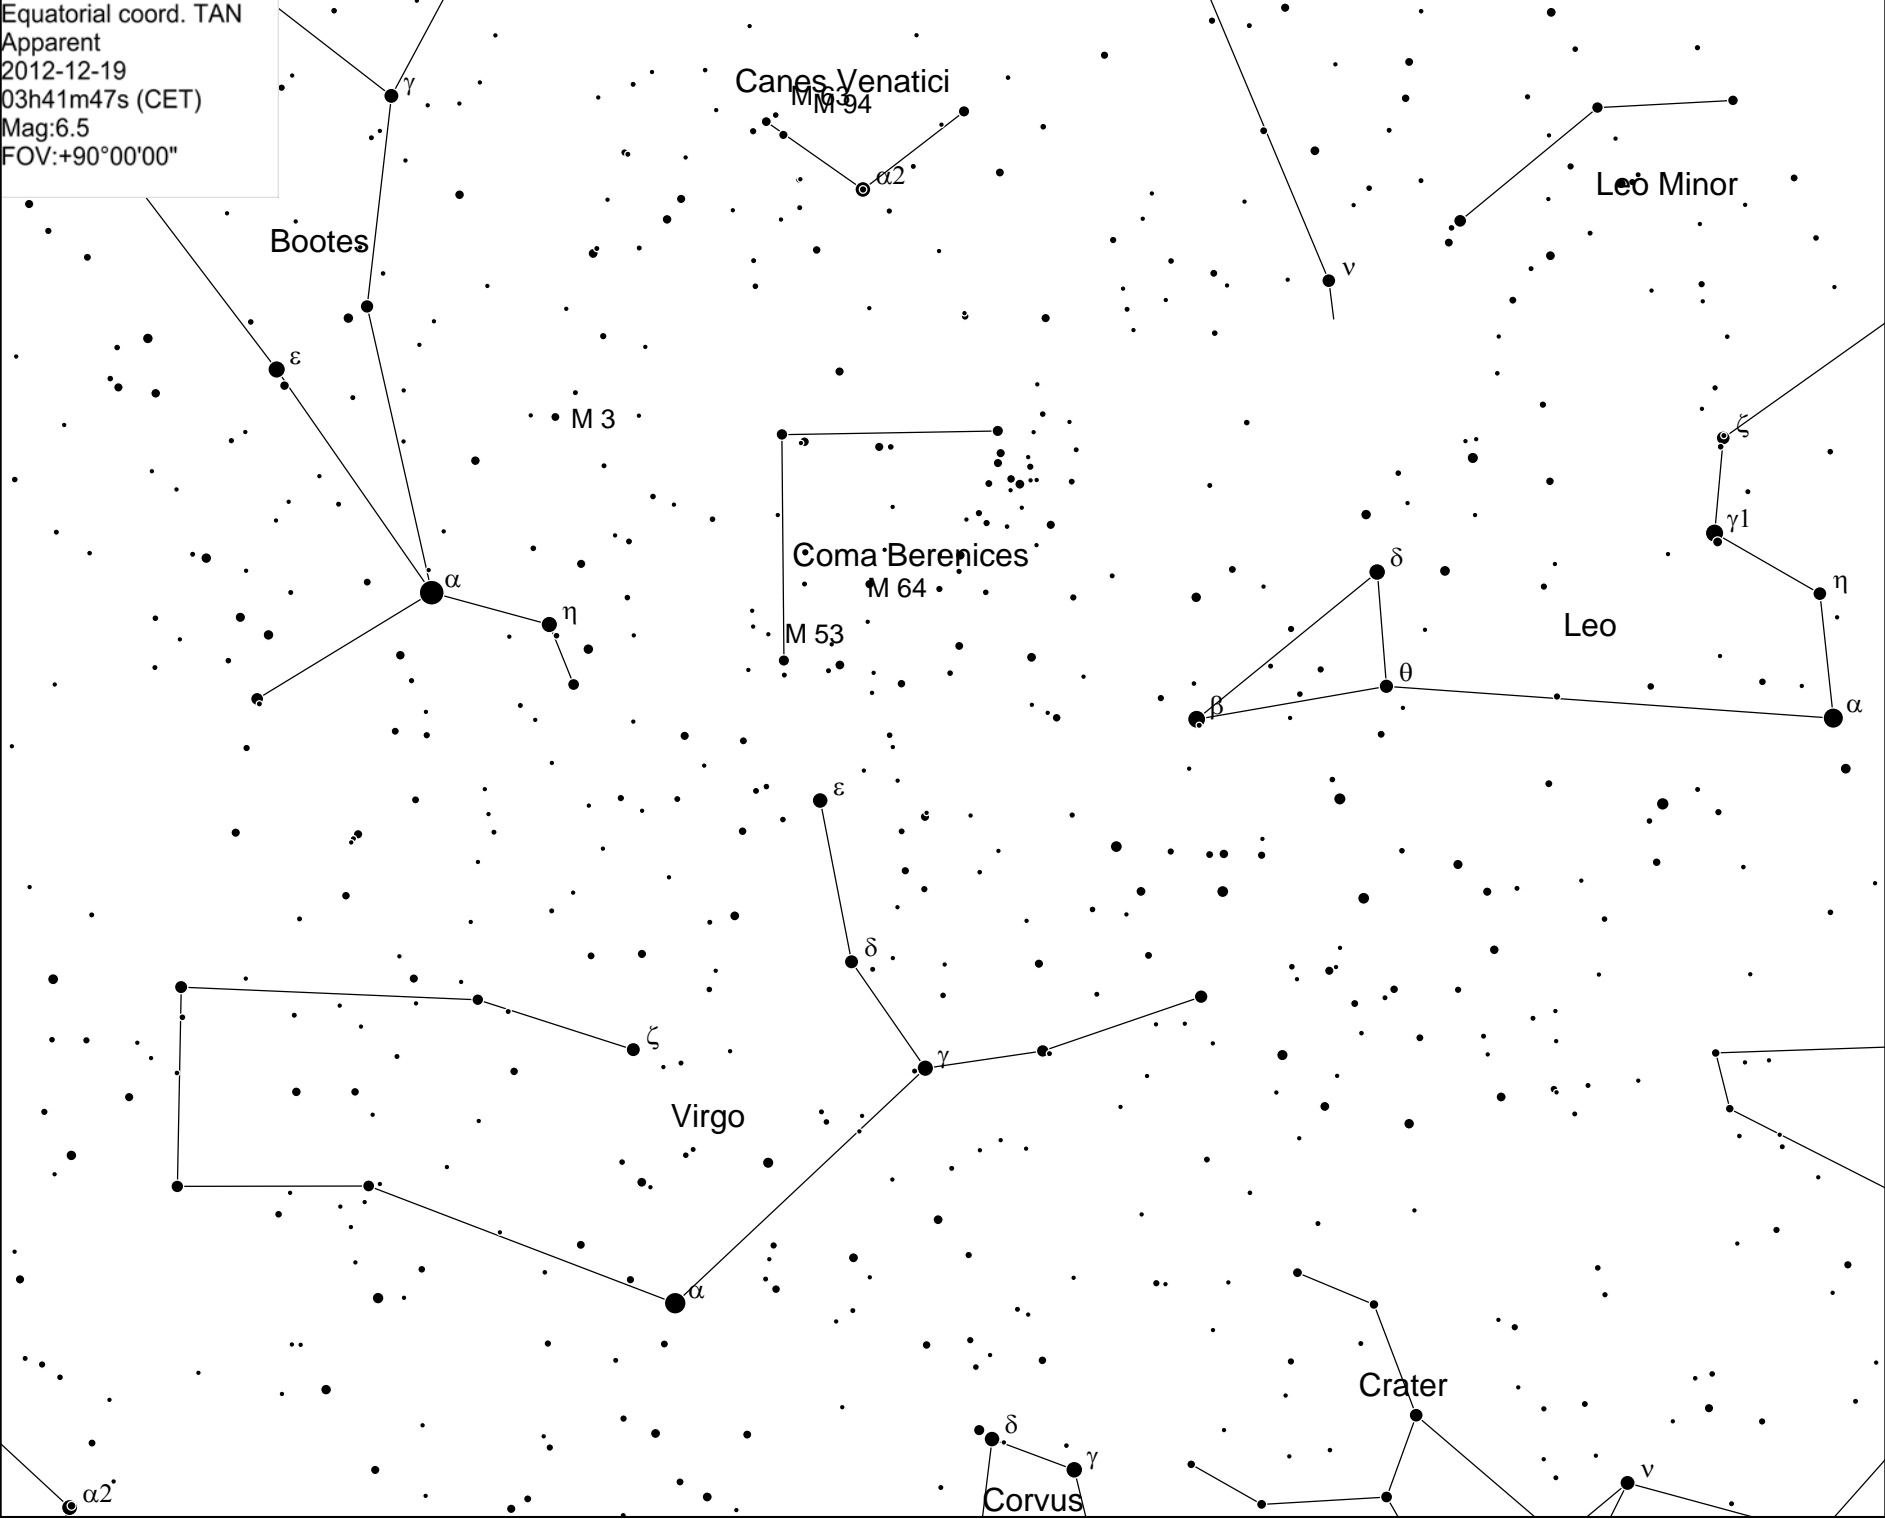 Equatorial coord. TAN
Apparent
2012-12-19
03h41m47s (CET)
Mag:6.5
FOV:+90°00'00"
γ
Canes Venatici
M 63
M 94
α2
Leo Minor
Bootes
ν
ε
M 3
ζ
γ1
Coma Berenices
δ
α
M 64
η
η
Leo
M 53
θ
β
α
ε
δ
ζ
γ
Virgo
α
Crater
δ
γ
ν
α2
Corvus